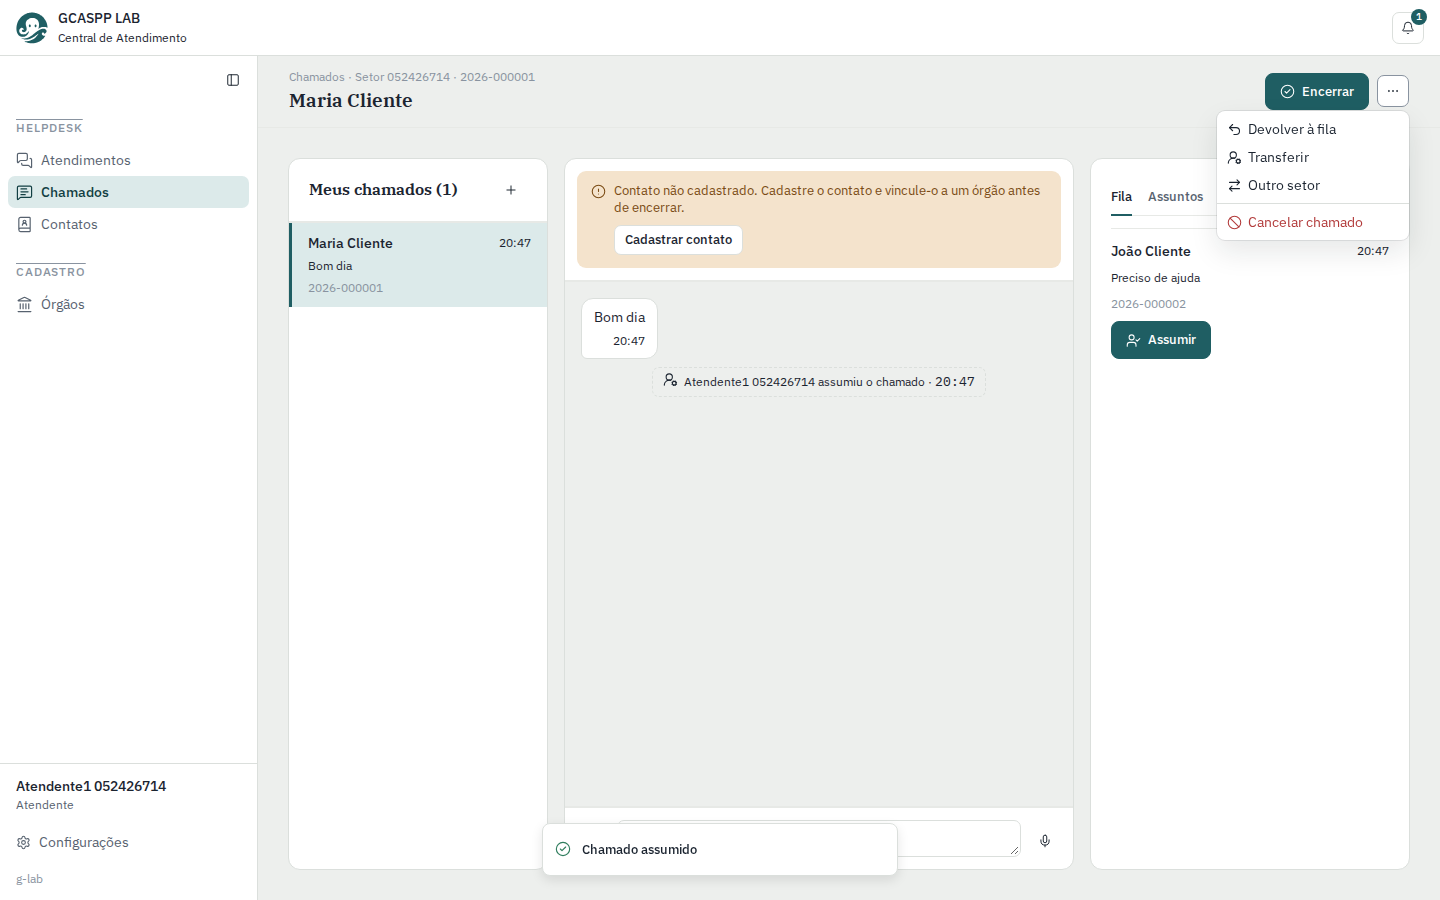 GCASPP LAB
Central de Atendimento
1
HELPDESK
Atendimentos
Chamados
Contatos
CADASTRO
Órgãos
Atendente1 052426714
Atendente
Configurações
g-lab
Chamados · Setor 052426714 · 2026-000001
Maria Cliente
Encerrar
Devolver à fila
Transferir
Outro setor
Cancelar chamado
Meus chamados (1)
Maria Cliente
20:47
Bom dia
2026-000001
Contato não cadastrado. Cadastre o contato e vincule-o a um órgão antes
de encerrar.
Cadastrar contato
Bom dia
20:47
Atendente1 052426714 assumiu o chamado · 20:47
Chamado assumido
Fila
Assuntos
João Cliente
20:47
Preciso de ajuda
2026-000002
Assumir